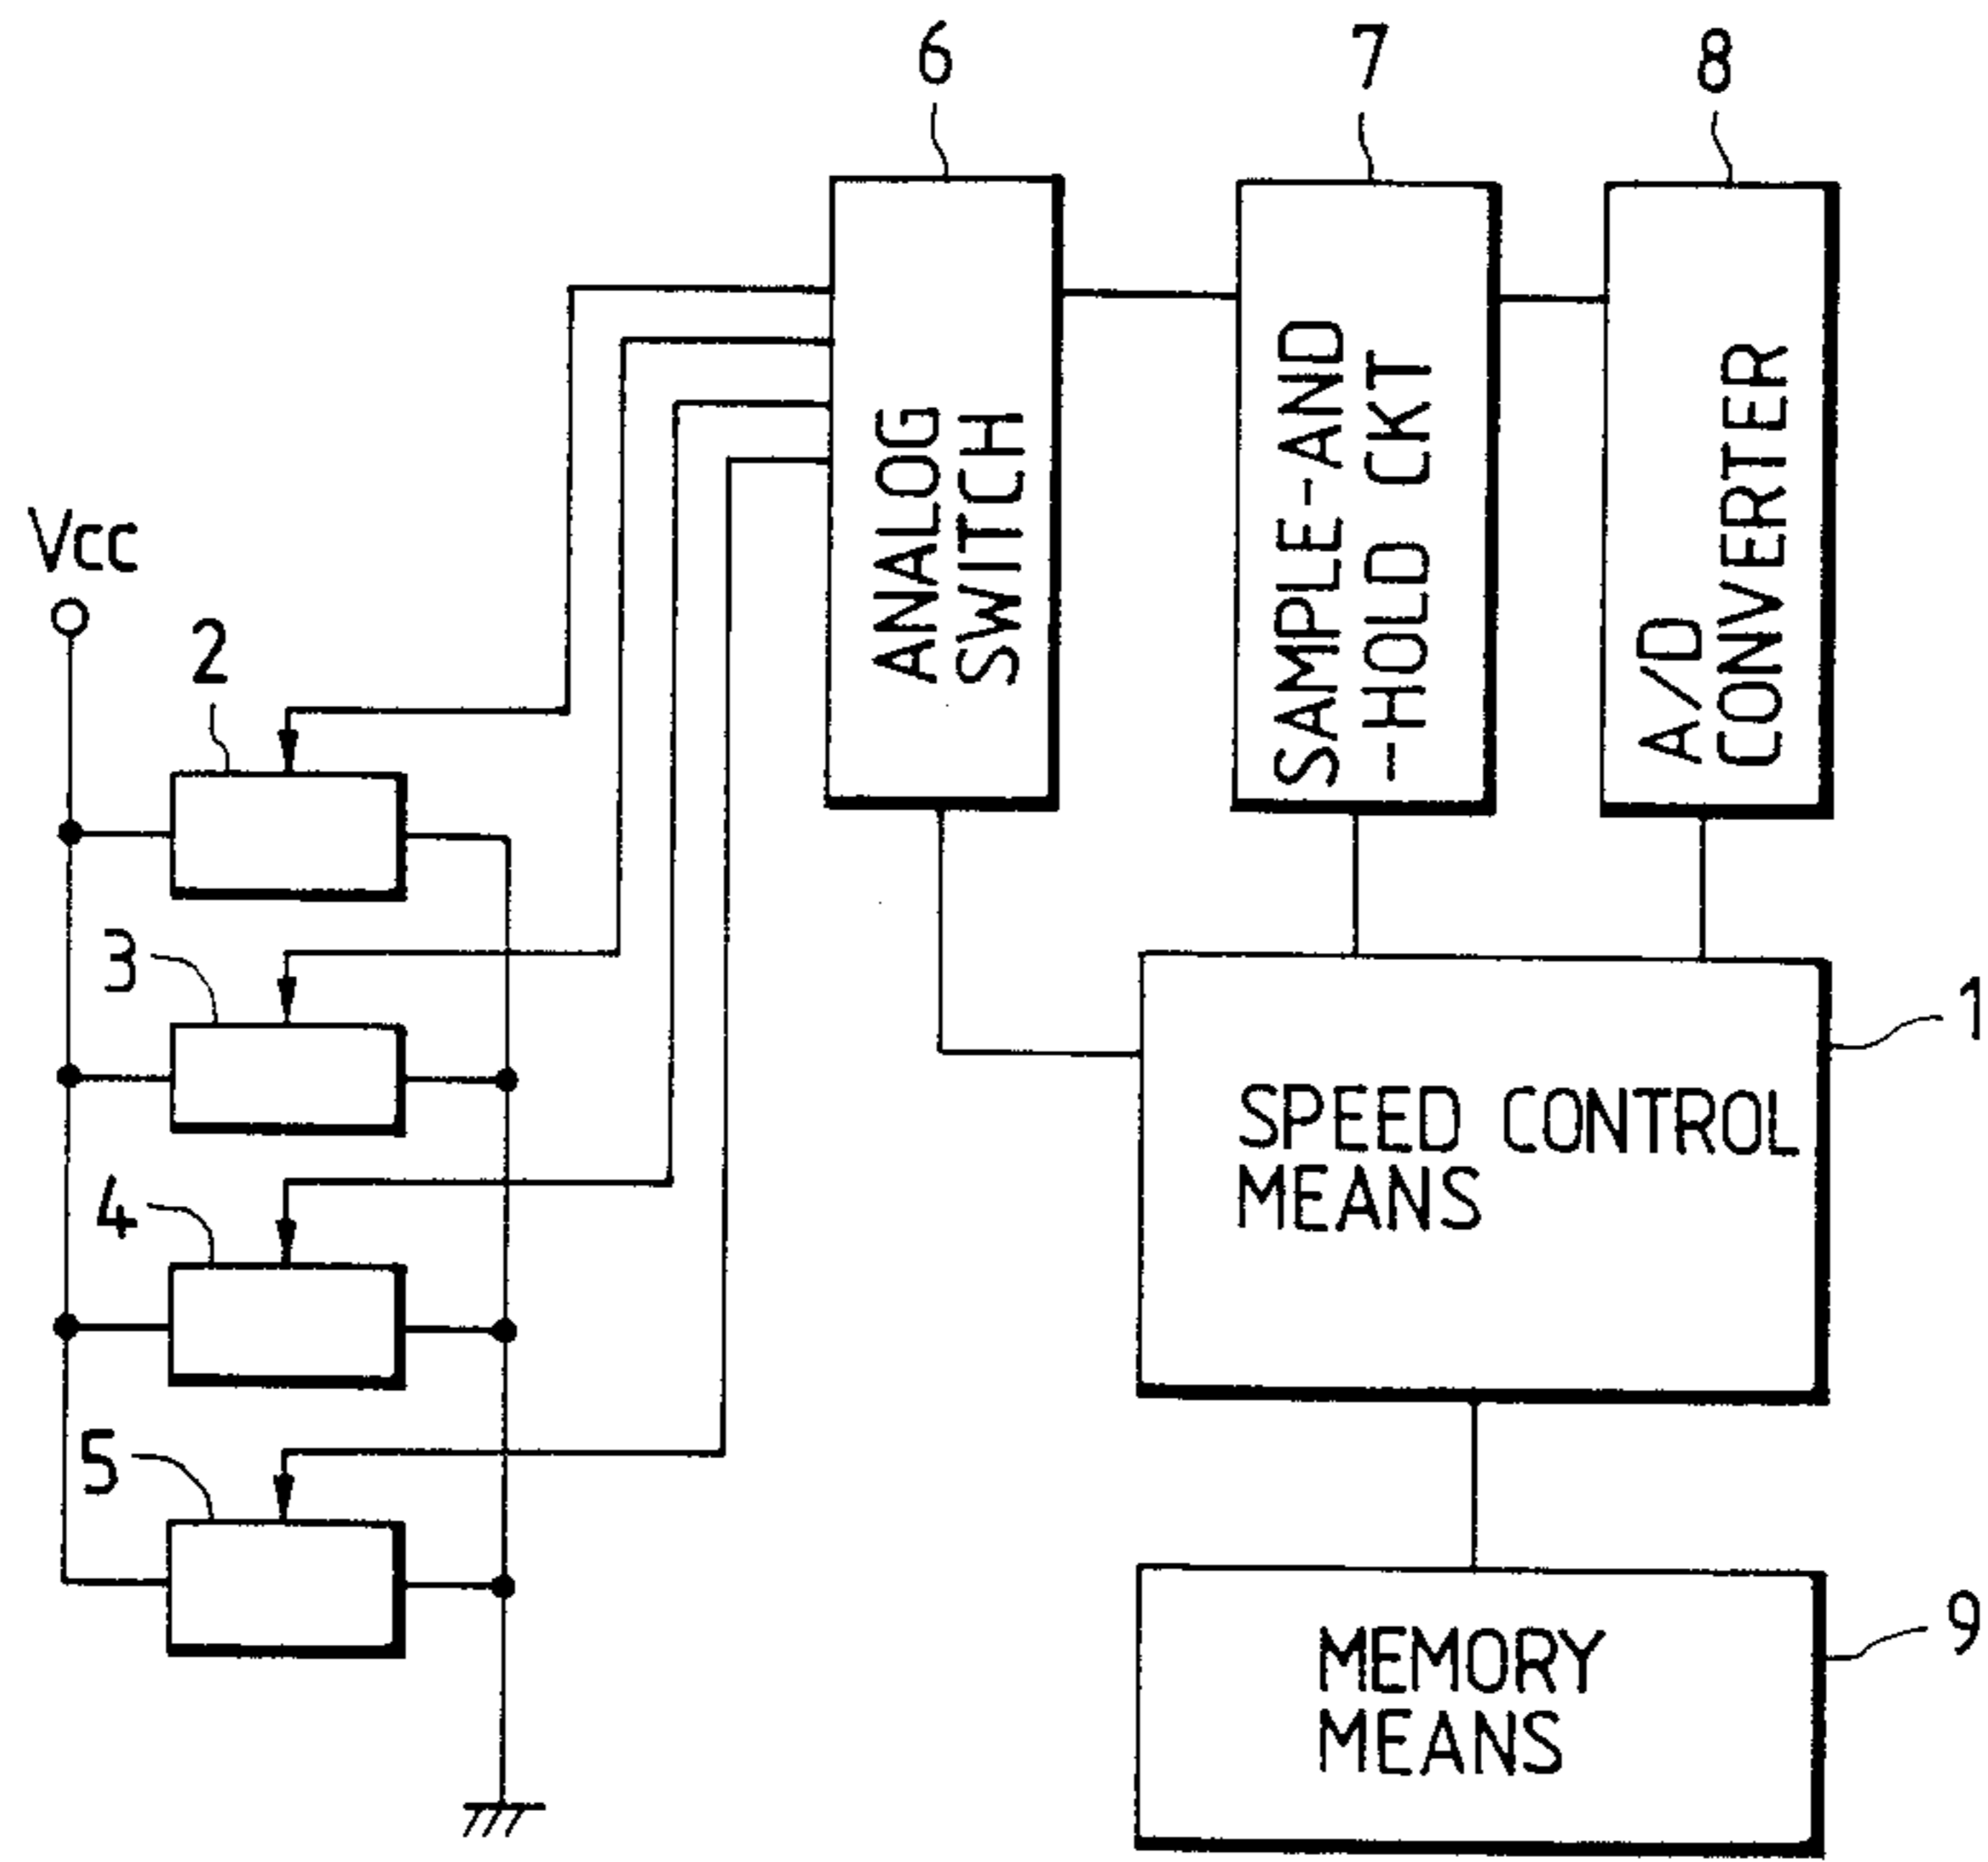 6
7
8
ANALOG
SWITCH
SAMPLE-AND
-HOLD CKT
A/D
CONVERTER
Vcc
2
3
4
5
1
SPEED CONTROL
MEANS
9
MEMORY
MEANS